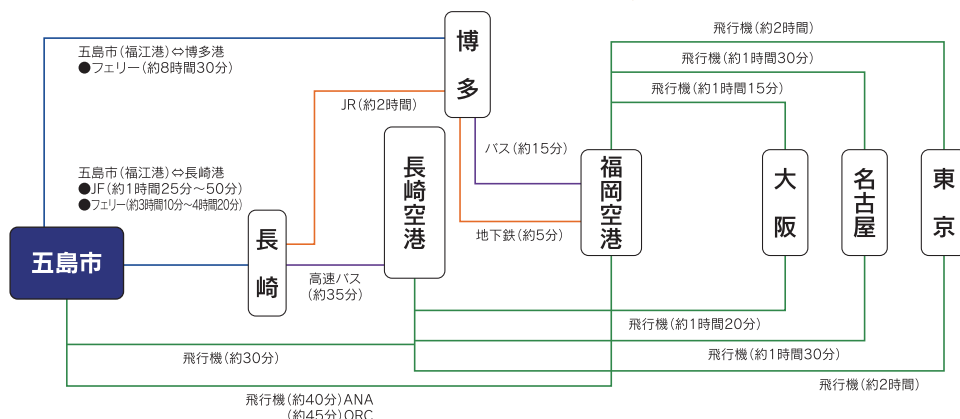 五島市(福江港)⇔博多港
●フェリー(約8時間30分)
博多
飛行機(約2時間)
飛行機(約1時間30分)
飛行機(約1時間15分)
JR(約2時間)
バス(約15分)
地下鉄(約5分)
五島市(福江港)⇔長崎港
●JF(約1時間25分〜50分)
●フェリー(約3時間10分〜4時間20分)
長崎空港
福岡空港
大阪
名古屋
東京
五島市
長崎
高速バス
(約35分)
飛行機(約1時間20分)
飛行機(約30分)
飛行機(約1時間30分)
飛行機(約2時間)
飛行機(約40分)ANA
(約45分)ORC